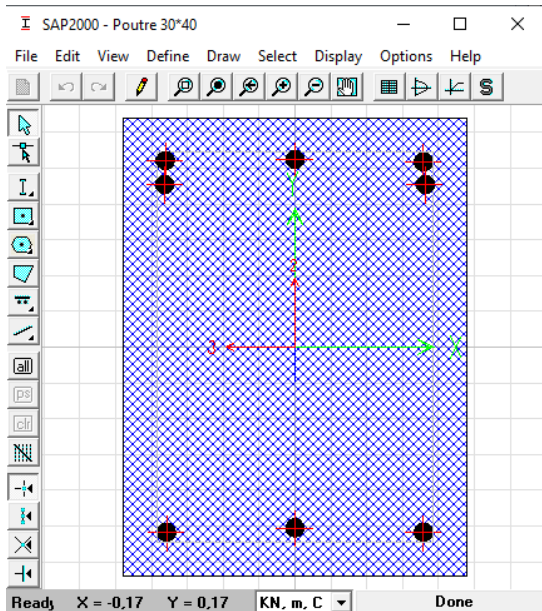 SAP2000 - Poutre 30*40
File Edit View Define Draw Select Display Options Help
S
I
all
ps
clr
Y
2
3
X
Ready X = -0,17 Y = 0,17 KN, m, C Done